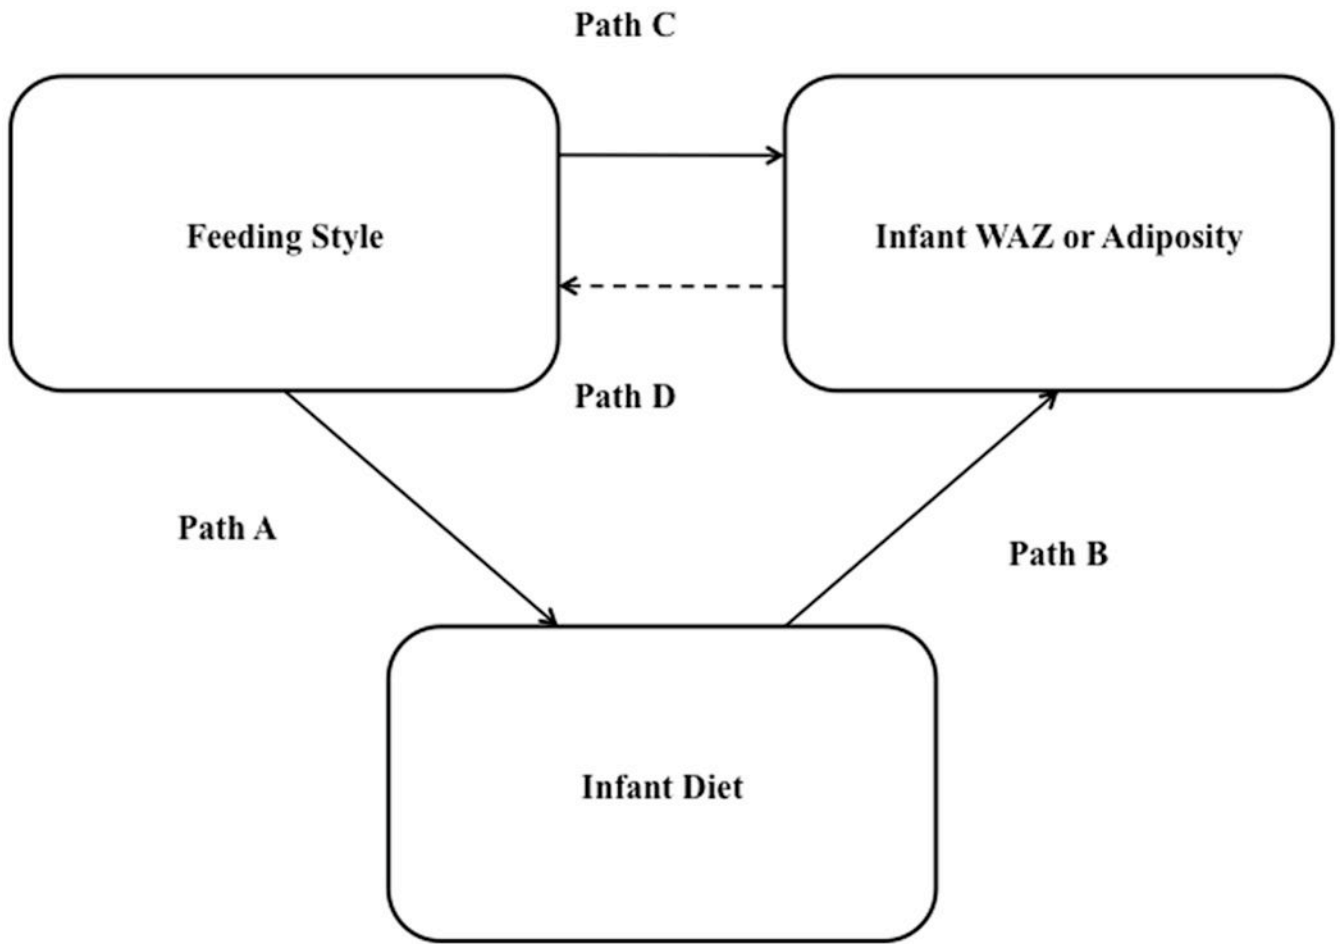 Path C
Feeding Style
Infant WAZ or Adiposity
Path D
Path A
Path B
Infant Diet